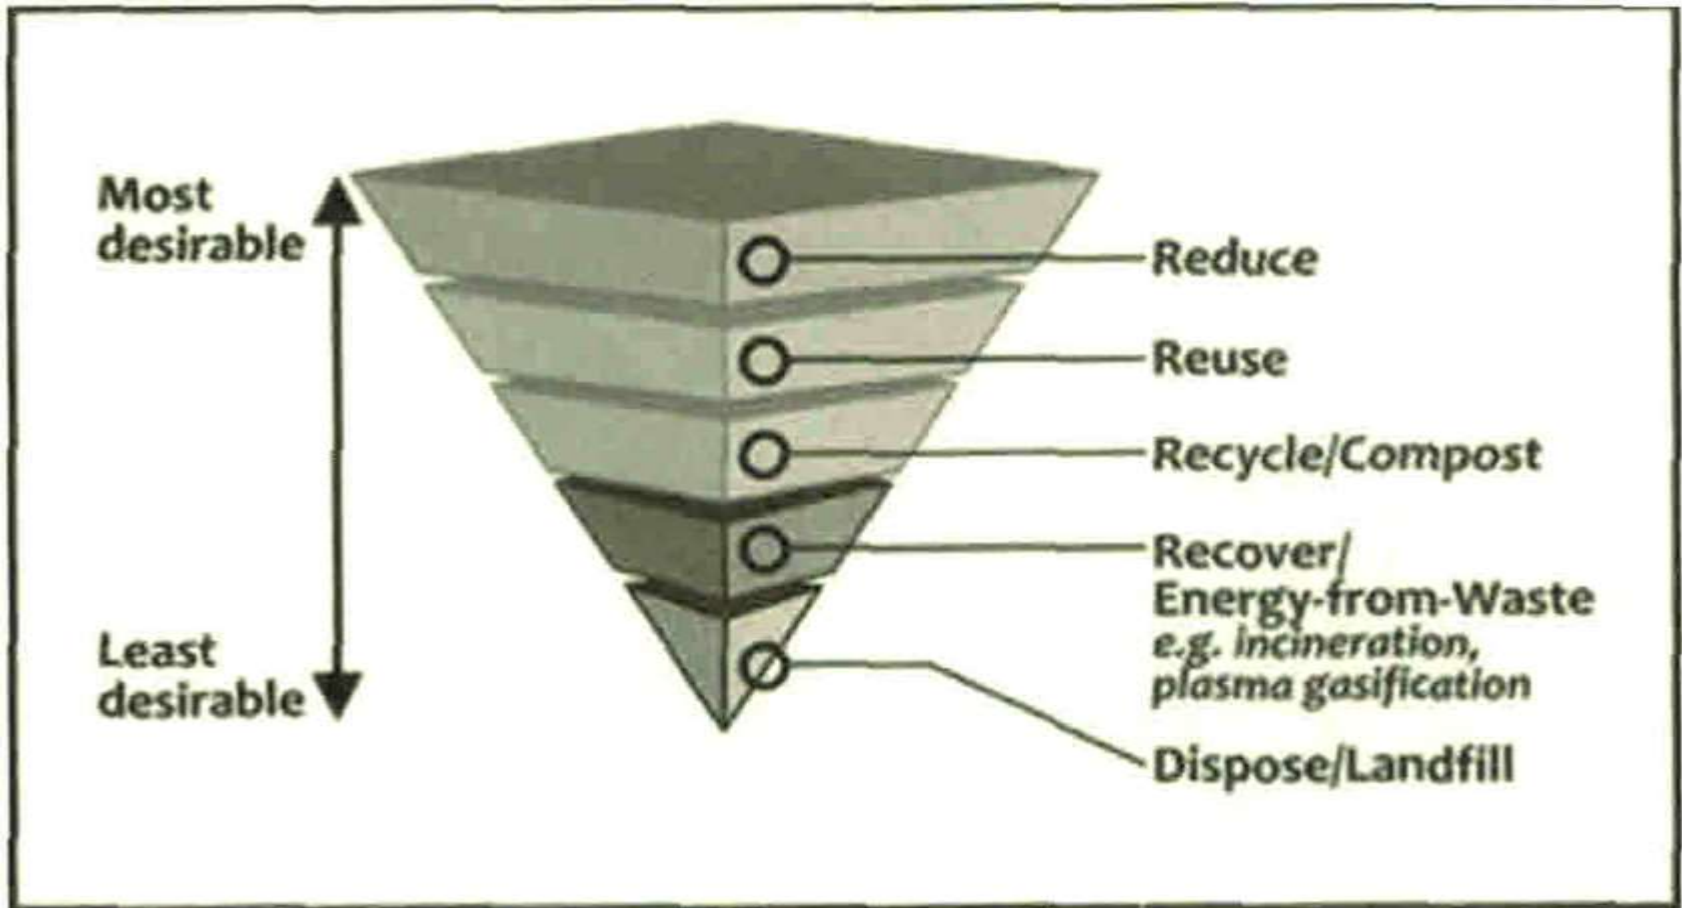 Most
desirable
Reduce
Reuse
Recycle/Compost
Recover/
Energy-from-Waste
e.g. incineration,
plasma gasification
Least
desirable
Dispose/Landfill